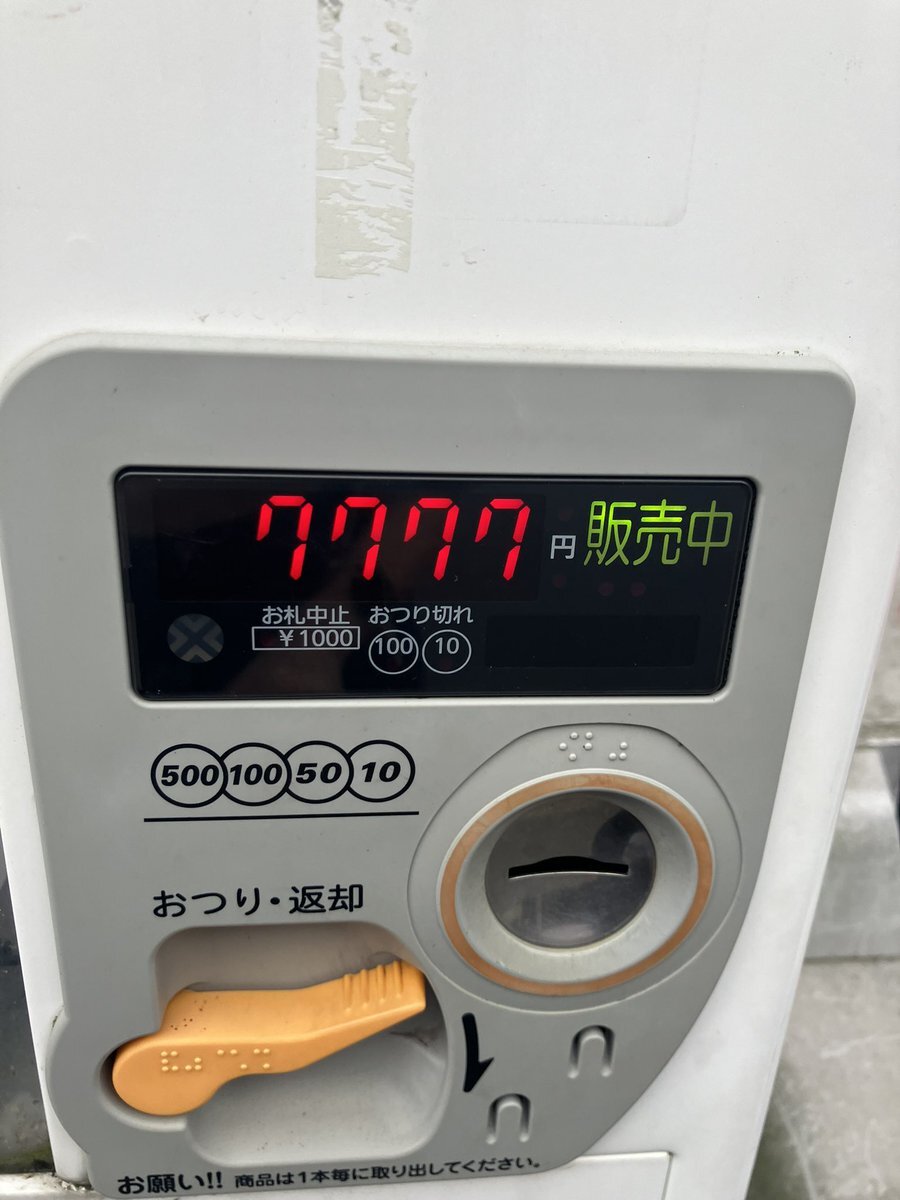 7777 円 販売中
お札中止 おつり切れ
¥1000 100 10
500 100 50 10
おつり・返却
お願い!! 商品は1本毎に取り出してください。